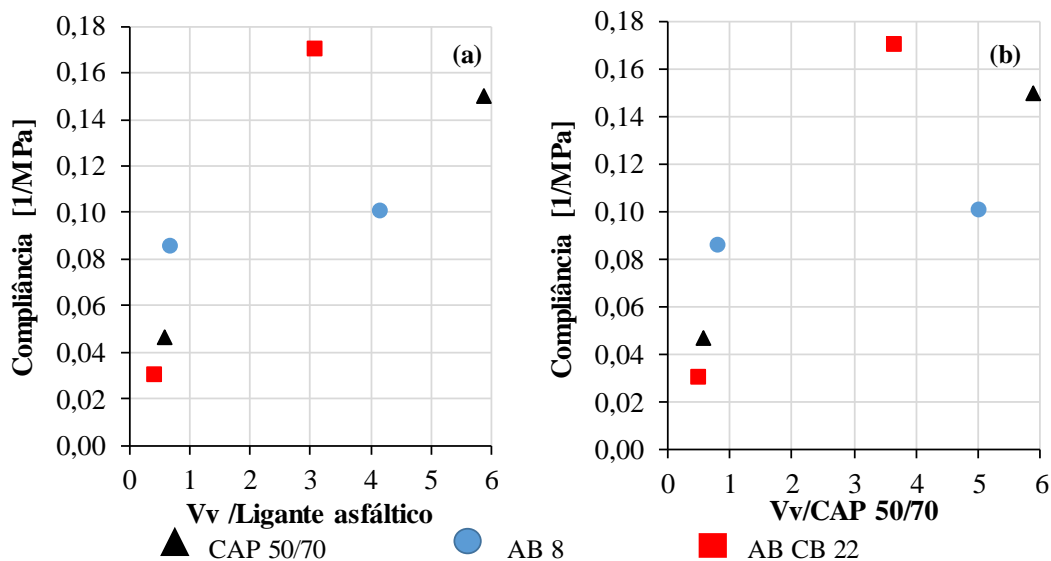 0,18
0,16
0,14
0,12
0,10
0,08
0,06
0,04
0,02
0,00
Compliância [1/MPa]
(a)
0 1 2 3 4 5 6
Vv /Ligante asfáltico
0,18
0,16
0,14
0,12
0,10
0,08
0,06
0,04
0,02
0,00
Compliância [1/MPa]
(b)
0 1 2 3 4 5 6
Vv/CAP 50/70
CAP 50/70 AB 8 AB CB 22